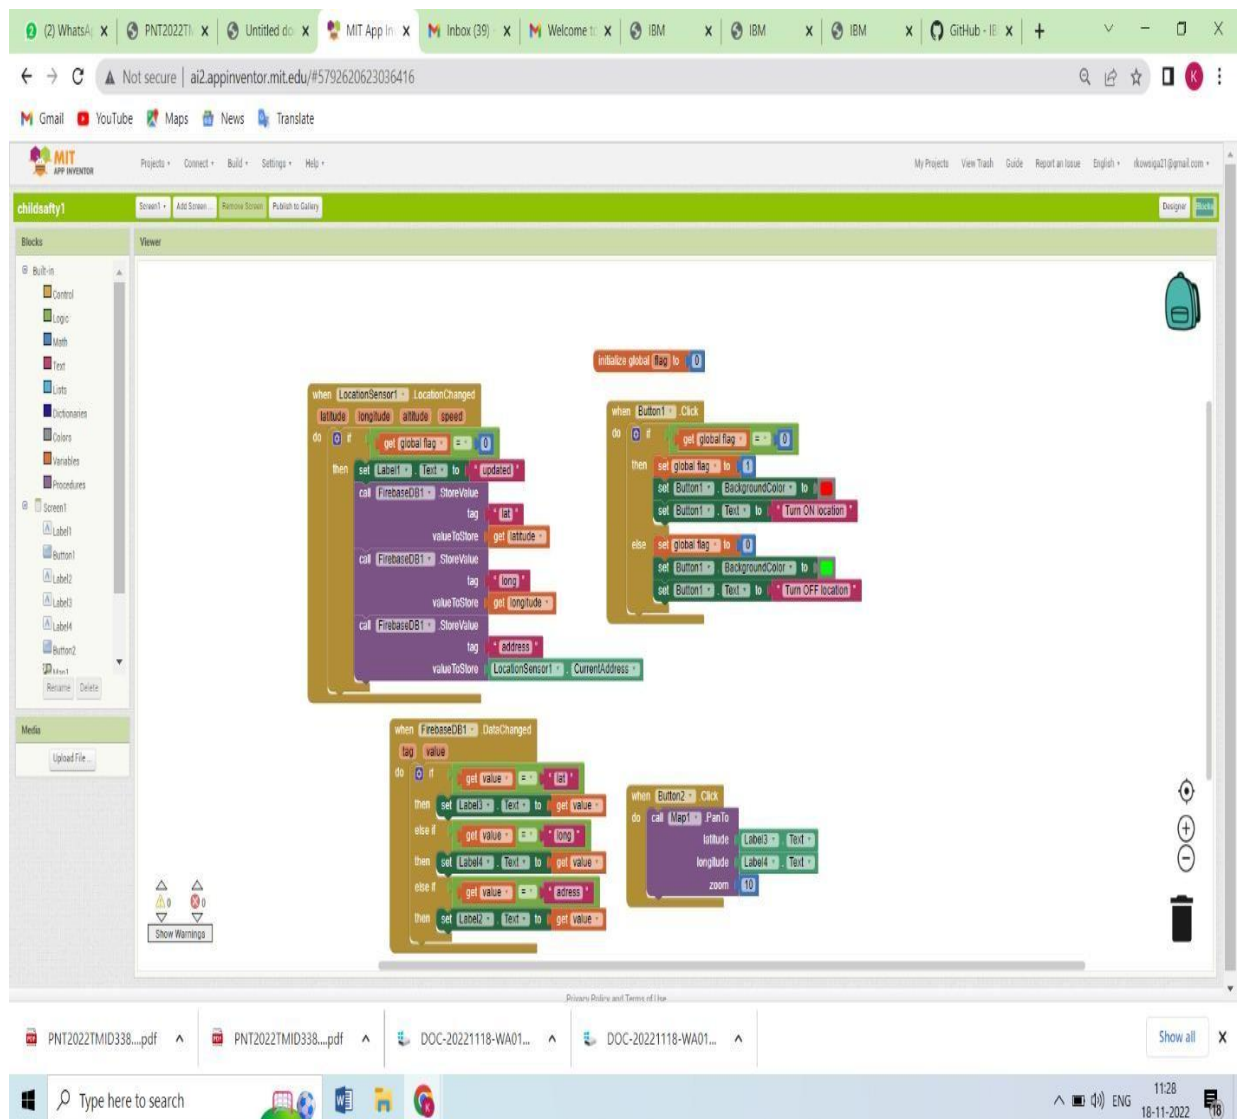 (2) WhatsA
PNT2022TI
Untitled do
MIT App In
Inbox (39) -
Welcome to
IBM
IBM
IBM
GitHub - IB
Not secure | ai2.appinventor.mit.edu/#5792620623036416
K
Gmail YouTube Maps News Translate
MIT
APP INVENTOR
Projects Connect Build Settings Help
My Projects View Trash Guide Report an Issue English rkowsiga21@gmail.com
childsafty1
Screen1 Add Screen ... Remove Screen Publish to Gallery
Designer Blocks
Blocks
Viewer
Built-in
Control
Logic
Math
Text
Lists
Dictionaries
Colors
Variables
Procedures
Screen1
Label1
Button1
Label2
Label3
Label4
Button2
Map1
Rename Delete
Media
Upload File ...
initialize global flag to 0
when LocationSensor1 .LocationChanged
latitude longitude altitude speed
do if get global flag = 0
then set Label1 . Text to " updated "
call FirebaseDB1 .StoreValue
tag " lat "
valueToStore get latitude
call FirebaseDB1 .StoreValue
tag " long "
valueToStore get longitude
call FirebaseDB1 .StoreValue
tag " address "
valueToStore LocationSensor1 . CurrentAddress
when Button1 .Click
do if get global flag = 0
then set global flag to 1
set Button1 . BackgroundColor to
set Button1 . Text to " Turn ON location "
else set global flag to 0
set Button1 . BackgroundColor to
set Button1 . Text to " Turn OFF location "
when FirebaseDB1 .DataChanged
tag value
do if get value = " lat "
then set Label3 . Text to get value
else if get value = " long "
then set Label4 . Text to get value
else if get value = " adress "
then set Label2 . Text to get value
when Button2 .Click
do call Map1 .PanTo
latitude Label3 . Text
longitude Label4 . Text
zoom 10
0 0
Show Warnings
Privacy Policy and Terms of Use
PNT2022TMID338....pdf
PNT2022TMID338....pdf
DOC-20221118-WA01...
DOC-20221118-WA01...
Show all
Type here to search
ENG
11:28
18-11-2022
18